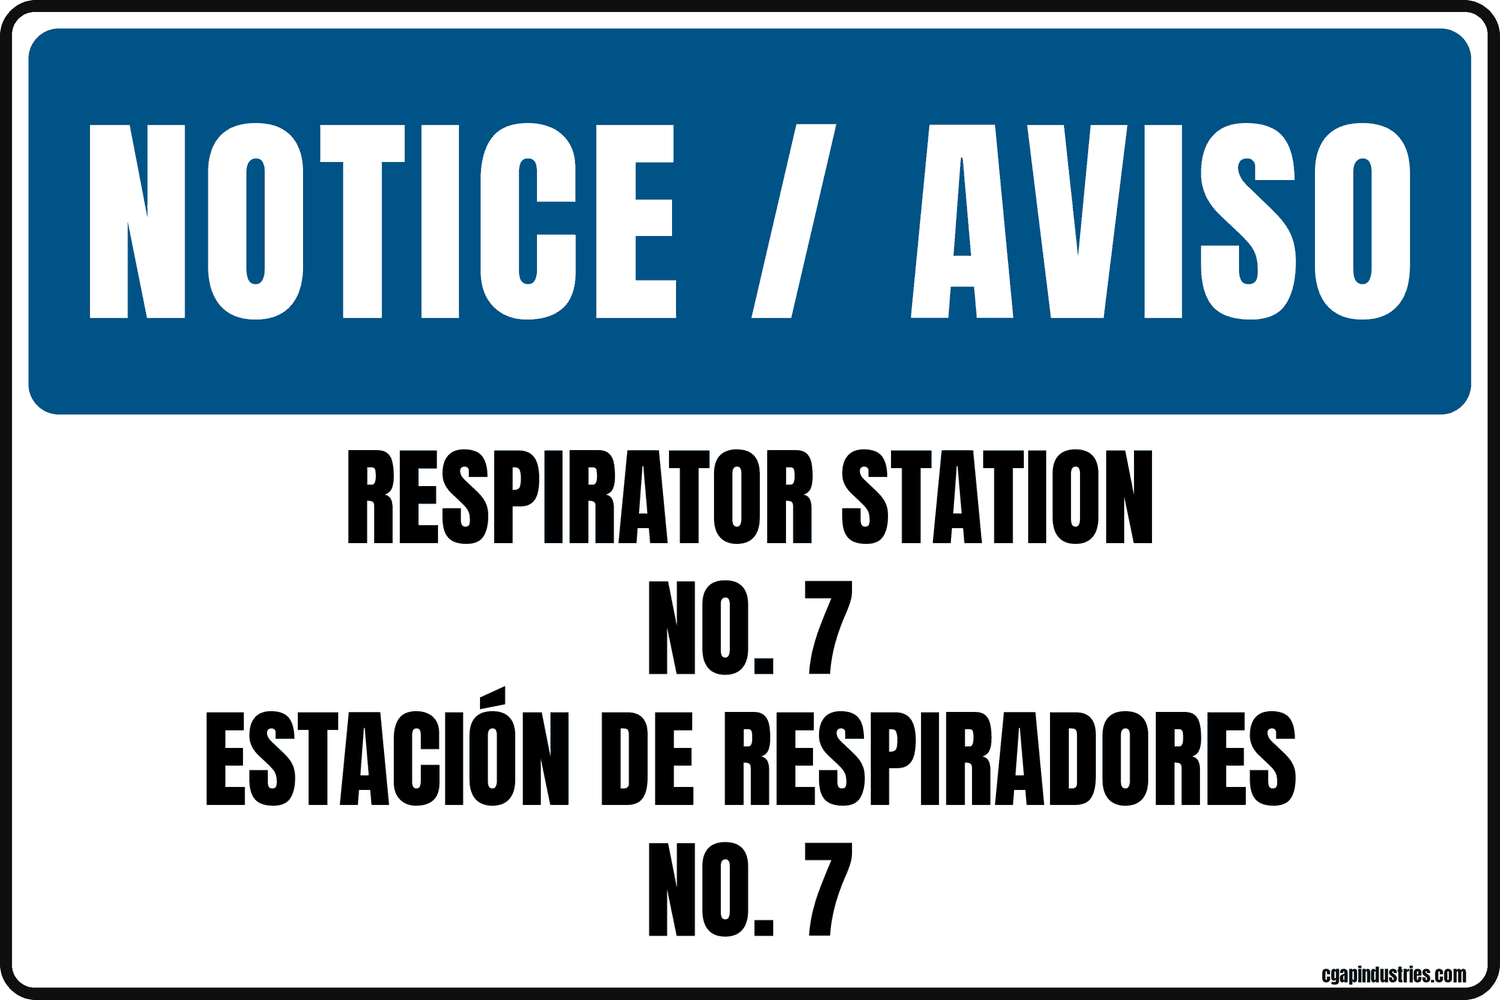 NOTICE / AVISO
RESPIRATOR STATION
NO. 7
ESTACIÓN DE RESPIRADORES
NO. 7
cgapindustries.com